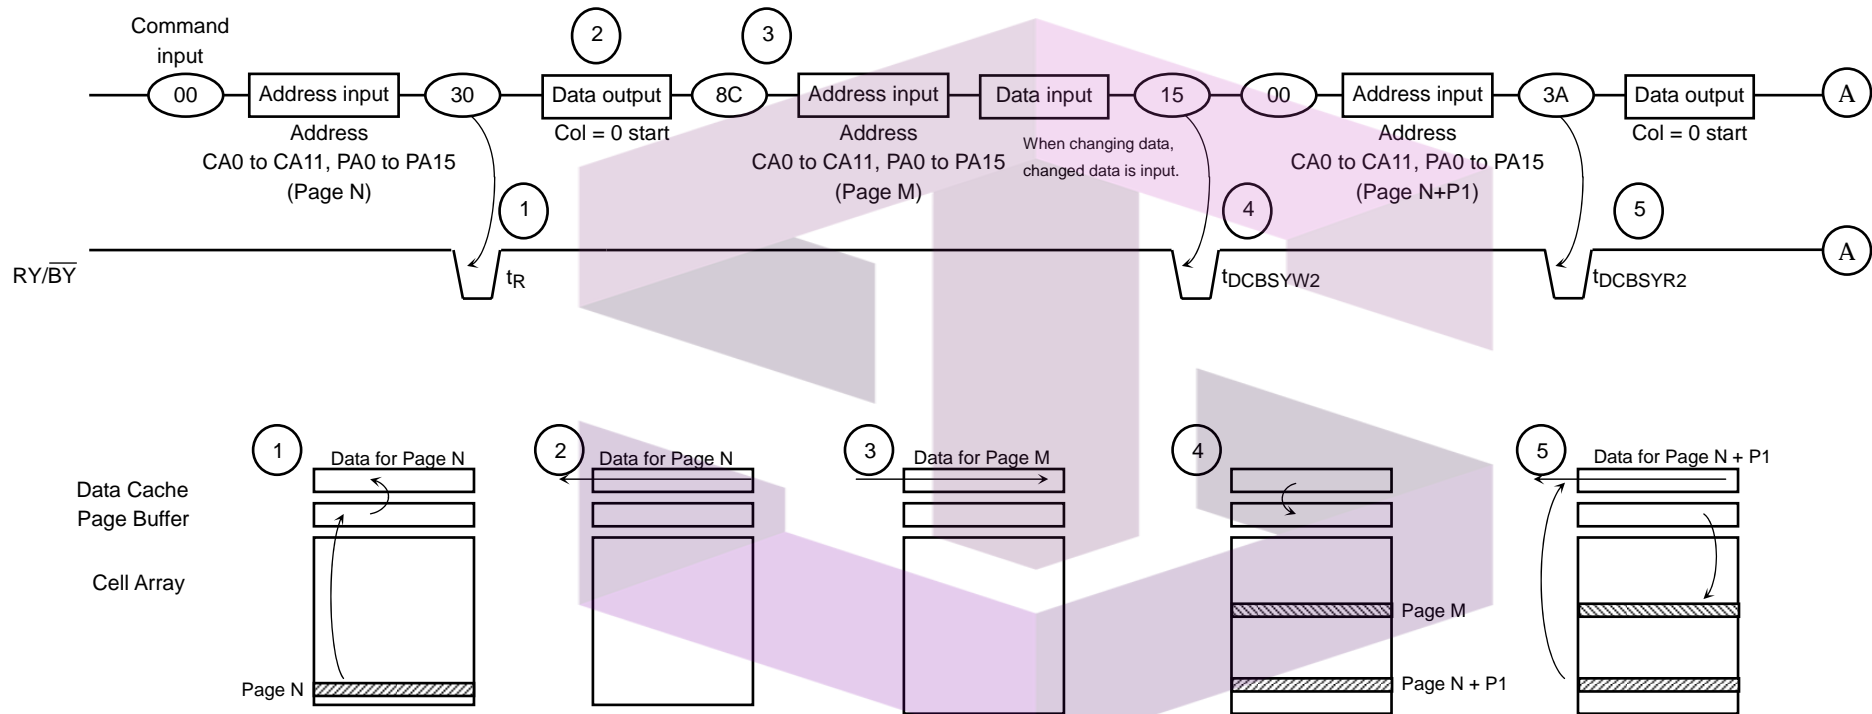 Command
input
2
3
00
Address input
30
Data output
8C
Address input
Data input
15
00
Address input
3A
Data output
A
Address
CA0 to CA11, PA0 to PA15
(Page N)
Col = 0 start
Address
CA0 to CA11, PA0 to PA15
(Page M)
When changing data,
changed data is input.
Address
CA0 to CA11, PA0 to PA15
(Page N+P1)
Col = 0 start
1
4
5
RY/BY
tR
tDCBSYW2
tDCBSYR2
A
1
Data for Page N
2
Data for Page N
3
Data for Page M
4
5
Data for Page N + P1
Data Cache
Page Buffer
Cell Array
Page M
Page N
Page N + P1